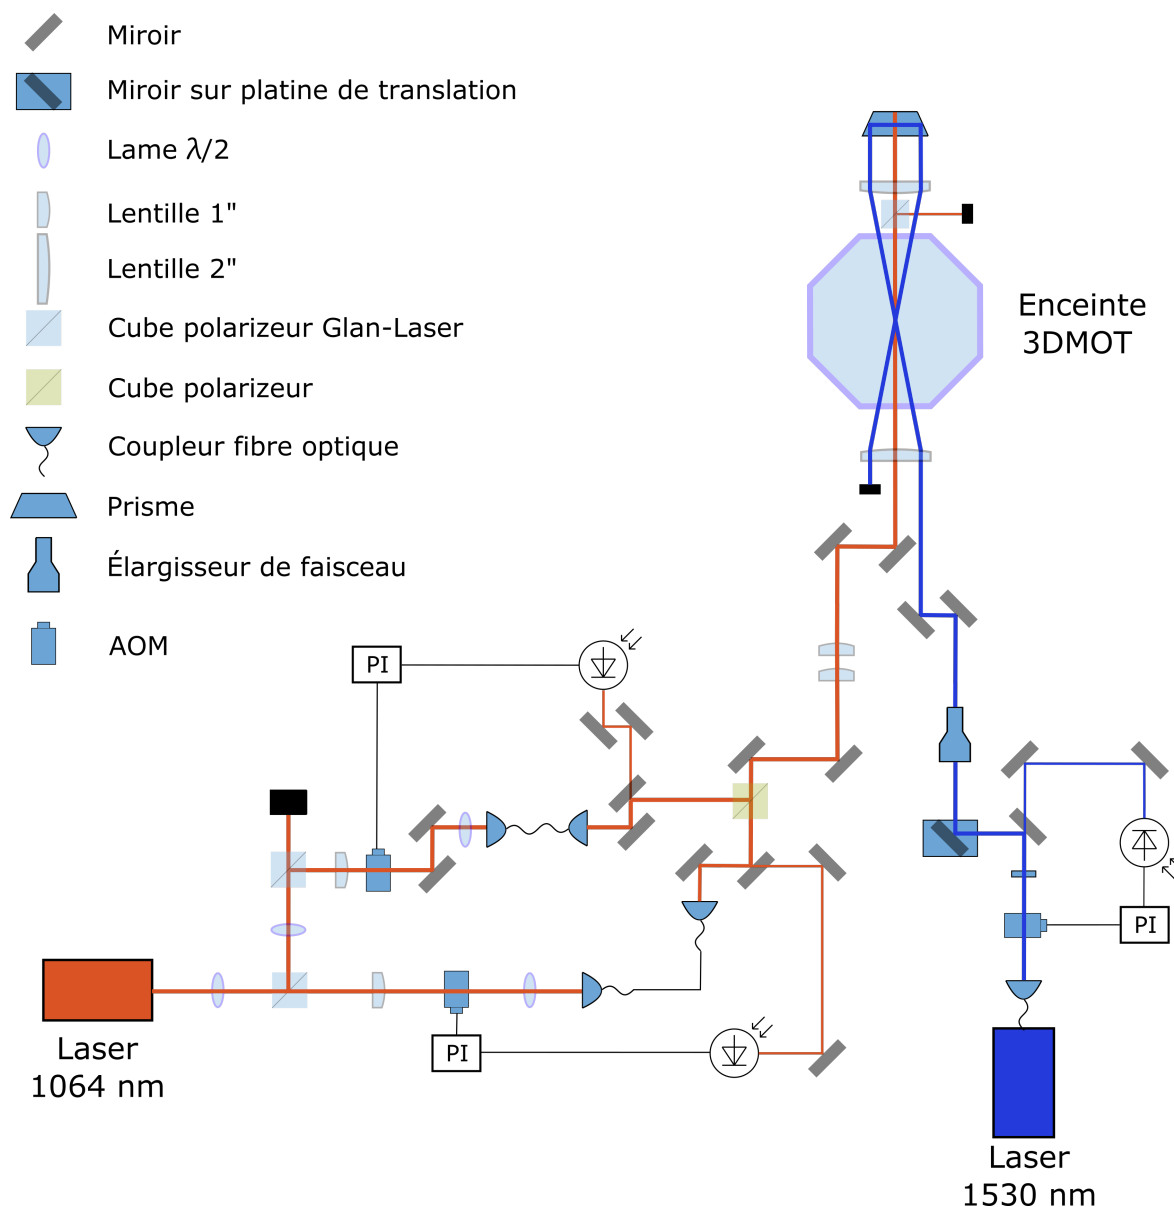 Miroir
Miroir sur platine de translation
Lame λ/2
Lentille 1"
Lentille 2"
Cube polarizeur Glan-Laser
Cube polarizeur
Coupleur fibre optique
Prisme
Élargisseur de faisceau
AOM
Enceinte
3DMOT
PI
PI
PI
Laser
1064 nm
Laser
1530 nm